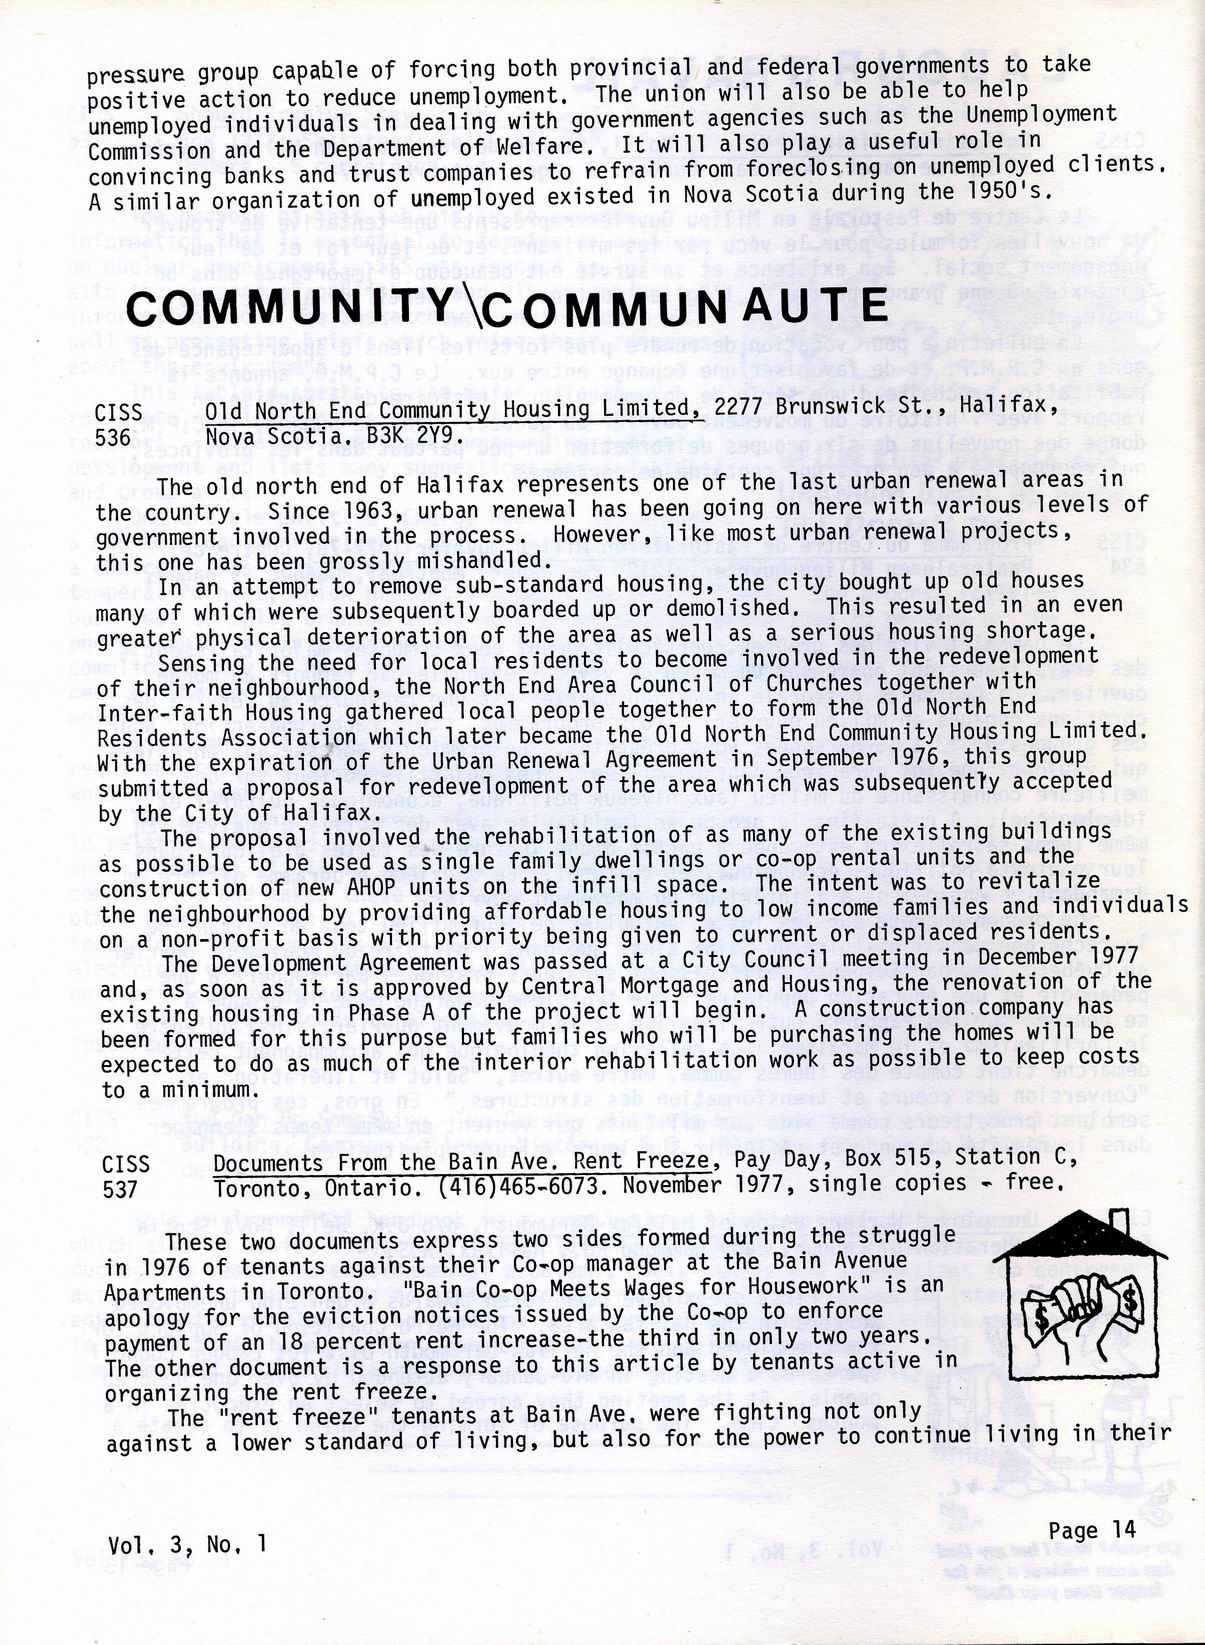 pressure group capable of forcing both provincial and federal governments to take
positive action to reduce unemployment.  The union will also be able to help
unemployed individuals in dealing with government agencies such as the Unemployment
Commission and the Department of Welfare.  It will also play a useful role in
convincing banks and trust companies to refrain from foreclosing on unemployed clients.
A similar organization of unemployed existed in Nova Scotia during the 1950's.
COMMUNITY\COMMUNAUTE
CISS Old North End Community Housing Limited, 2277 Brunswick St., Halifax,
536 Nova Scotia. B3K 2Y9.
The old north end of Halifax represents one of the last urban renewal areas in
the country.  Since 1963, urban renewal has been going on here with various levels of
government involved in the process.  However, like most urban renewal projects,
this one has been grossly mishandled.
In an attempt to remove sub-standard housing, the city bought up old houses
many of which were subsequently boarded up or demolished.  This resulted in an even
greater physical deterioration of the area as well as a serious housing shortage.
Sensing the need for local residents to become involved in the redevelopment
of their neighbourhood, the North End Area Council of Churches together with
Inter-faith Housing gathered local people together to form the Old North End
Residents Association which later became the Old North End Community Housing Limited.
With the expiration of the Urban Renewal Agreement in September 1976, this group
submitted a proposal for redevelopment of the area which was subsequently accepted
by the City of Halifax.
The proposal involved the rehabilitation of as many of the existing buildings
as possible to be used as single family dwellings or co-op rental units and the
construction of new AHOP units on the infill space.  The intent was to revitalize
the neighbourhood by providing affordable housing to low income families and individuals
on a non-profit basis with priority being given to current or displaced residents.
The Development Agreement was passed at a City Council meeting in December 1977
and, as soon as it is approved by Central Mortgage and Housing, the renovation of the
existing housing in Phase A of the project will begin.  A construction company has
been formed for this purpose but families who will be purchasing the homes will be
expected to do as much of the interior rehabilitation work as possible to keep costs
to a minimum.
CISS Documents From the Bain Ave. Rent Freeze, Pay Day, Box 515, Station C,
537 Toronto, Ontario. (416)465-6073. November 1977, single copies - free.
These two documents express two sides formed during the struggle
in 1976 of tenants against their Co-op manager at the Bain Avenue
Apartments in Toronto.  "Bain Co-op Meets Wages for Housework" is an
apology for the eviction notices issued by the Co-op to enforce
payment of an 18 percent rent increase-the third in only two years.
The other document is a response to this article by tenants active in
organizing the rent freeze.
$ $
The "rent freeze" tenants at Bain Ave. were fighting not only
against a lower standard of living, but also for the power to continue living in their
Vol. 3, No. 1 Page 14